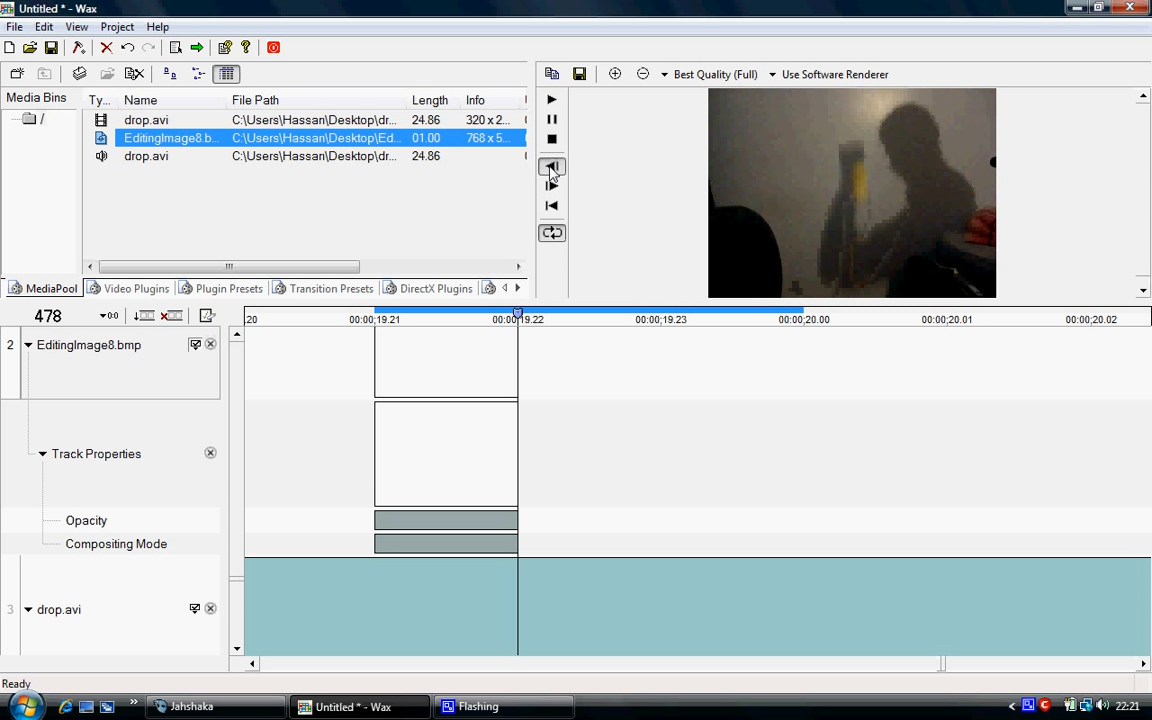 Untitled * - Wax
File Edit View Project Help
Best Quality (Full) Use Software Renderer
Media Bins Ty... Name File Path Length Info
/ drop.avi C:\Users\Hassan\Desktop\dr... 24.86 320 x 2...
EditingImage8.b... C:\Users\Hassan\Desktop\Ed... 01.00 768 x 5...
drop.avi C:\Users\Hassan\Desktop\dr... 24.86
MediaPool Video Plugins Plugin Presets Transition Presets DirectX Plugins
478 :20 00:00;19.21 00:00;19.22 00:00;19.23 00:00;20.00 00:00;20.01 00:00;20.02
2 EditingImage8.bmp
Track Properties
Opacity
Compositing Mode
3 drop.avi
Ready
Jahshaka Untitled * - Wax Flashing 22:21